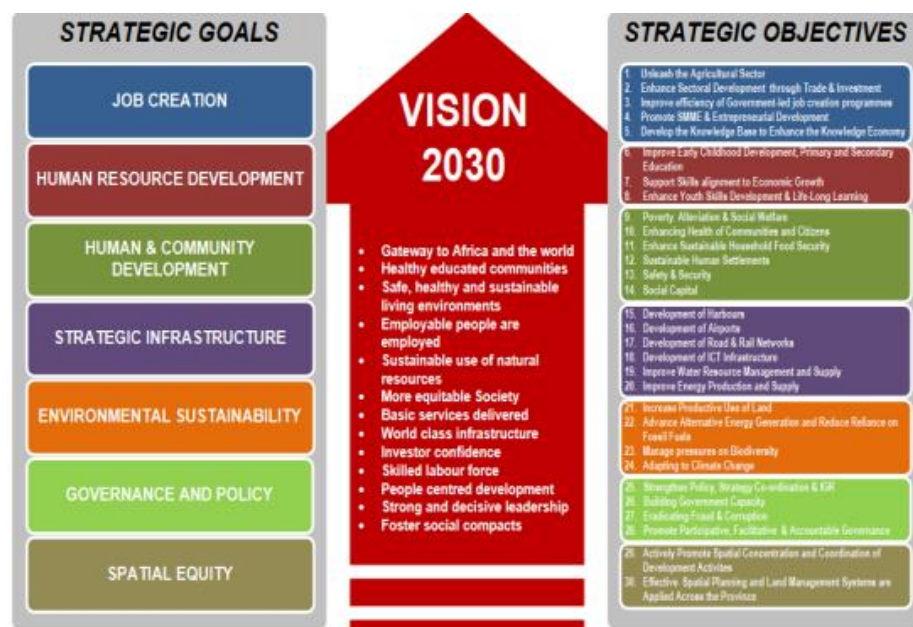 STRATEGIC GOALS
JOB CREATION
HUMAN RESOURCE DEVELOPMENT
HUMAN & COMMUNITY
DEVELOPMENT
STRATEGIC INFRASTRUCTURE
ENVIRONMENTAL SUSTAINABILITY
GOVERNANCE AND POLICY
SPATIAL EQUITY
VISION
2030
• Gateway to Africa and the world
• Healthy educated communities
• Safe, healthy and sustainable
living environments
• Employable people are
employed
• Sustainable use of natural
resources
• More equitable Society
• Basic services delivered
• World class infrastructure
• Investor confidence
• Skilled labour force
• People centred development
• Strong and decisive leadership
• Foster social compacts
STRATEGIC OBJECTIVES
1. Unleash the Agricultural Sector
2. Enhance Sectoral Development through Trade & Investment
3. Improve efficiency of Government-led job creation programmes
4. Promote SMME & Entrepreneurial Development
5. Develop the Knowledge Base to Enhance the Knowledge Economy
6. Improve Early Childhood Development, Primary and Secondary
Education
7. Support Skills alignment to Economic Growth
8. Enhance Youth Skills Development & Life-Long Learning
9. Poverty Alleviation & Social Welfare
10. Enhancing Health of Communities and Citizens
11. Enhance Sustainable Household Food Security
12. Sustainable Human Settlements
13. Safety & Security
14. Social Capital
15. Development of Harbours
16. Development of Airports
17. Development of Road & Rail Networks
18. Development of ICT Infrastructure
19. Improve Water Resource Management and Supply
20. Improve Energy Production and Supply
21. Increase Productive Use of Land
22. Advance Alternative Energy Generation and Reduce Reliance on
Fossil Fuels
23. Manage pressures on Biodiversity
24. Adapting to Climate Change
25. Strengthen Policy, Strategy Co-ordination & IGR
26. Building Government Capacity
27. Eradicating Fraud & Corruption
28. Promote Participative, Facilitative & Accountable Governance
29. Actively Promote Spatial Concentration and Coordination of
Development Activites
30. Effective Spatial Planning and Land Management Systems are
Applied Across the Province